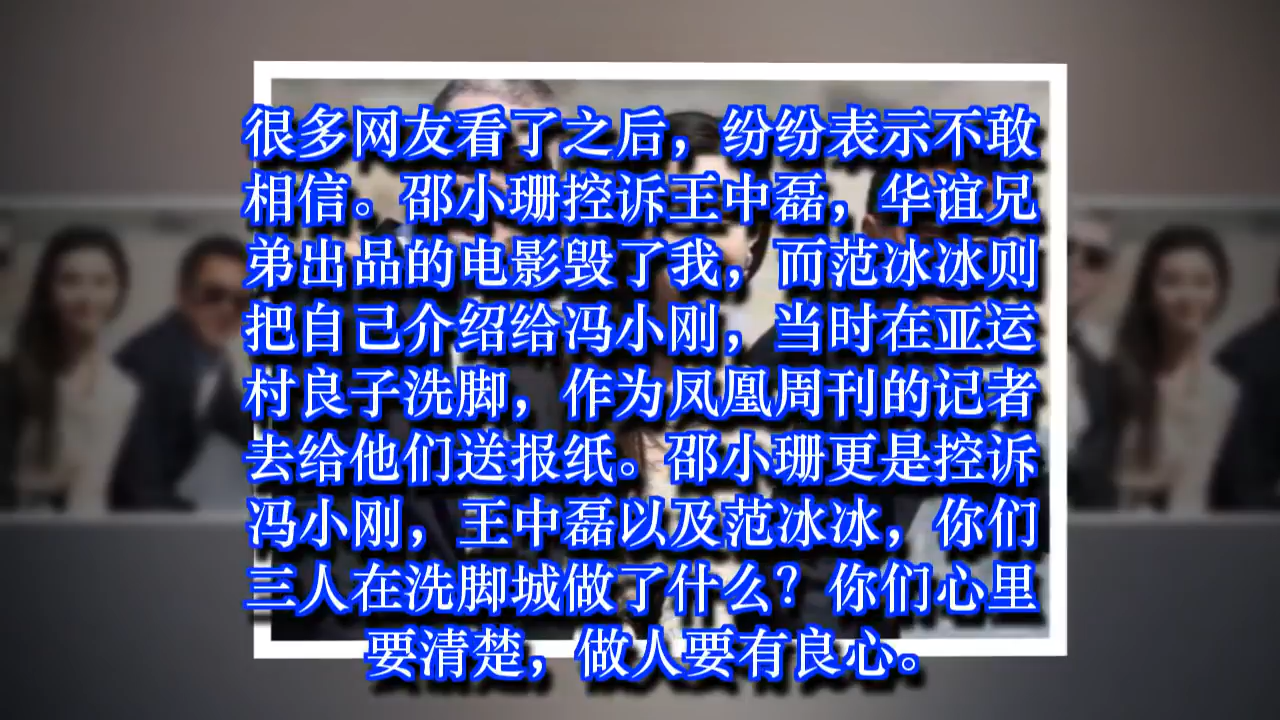 很多网友看了之后，纷纷表示不敢
相信。邵小珊控诉王中磊，华谊兄
弟出品的电影毁了我，而范冰冰则
把自己介绍给冯小刚，当时在亚运
村良子洗脚，作为凤凰周刊的记者
去给他们送报纸。邵小珊更是控诉
冯小刚，王中磊以及范冰冰，你们
三人在洗脚城做了什么？你们心里
要清楚，做人要有良心。